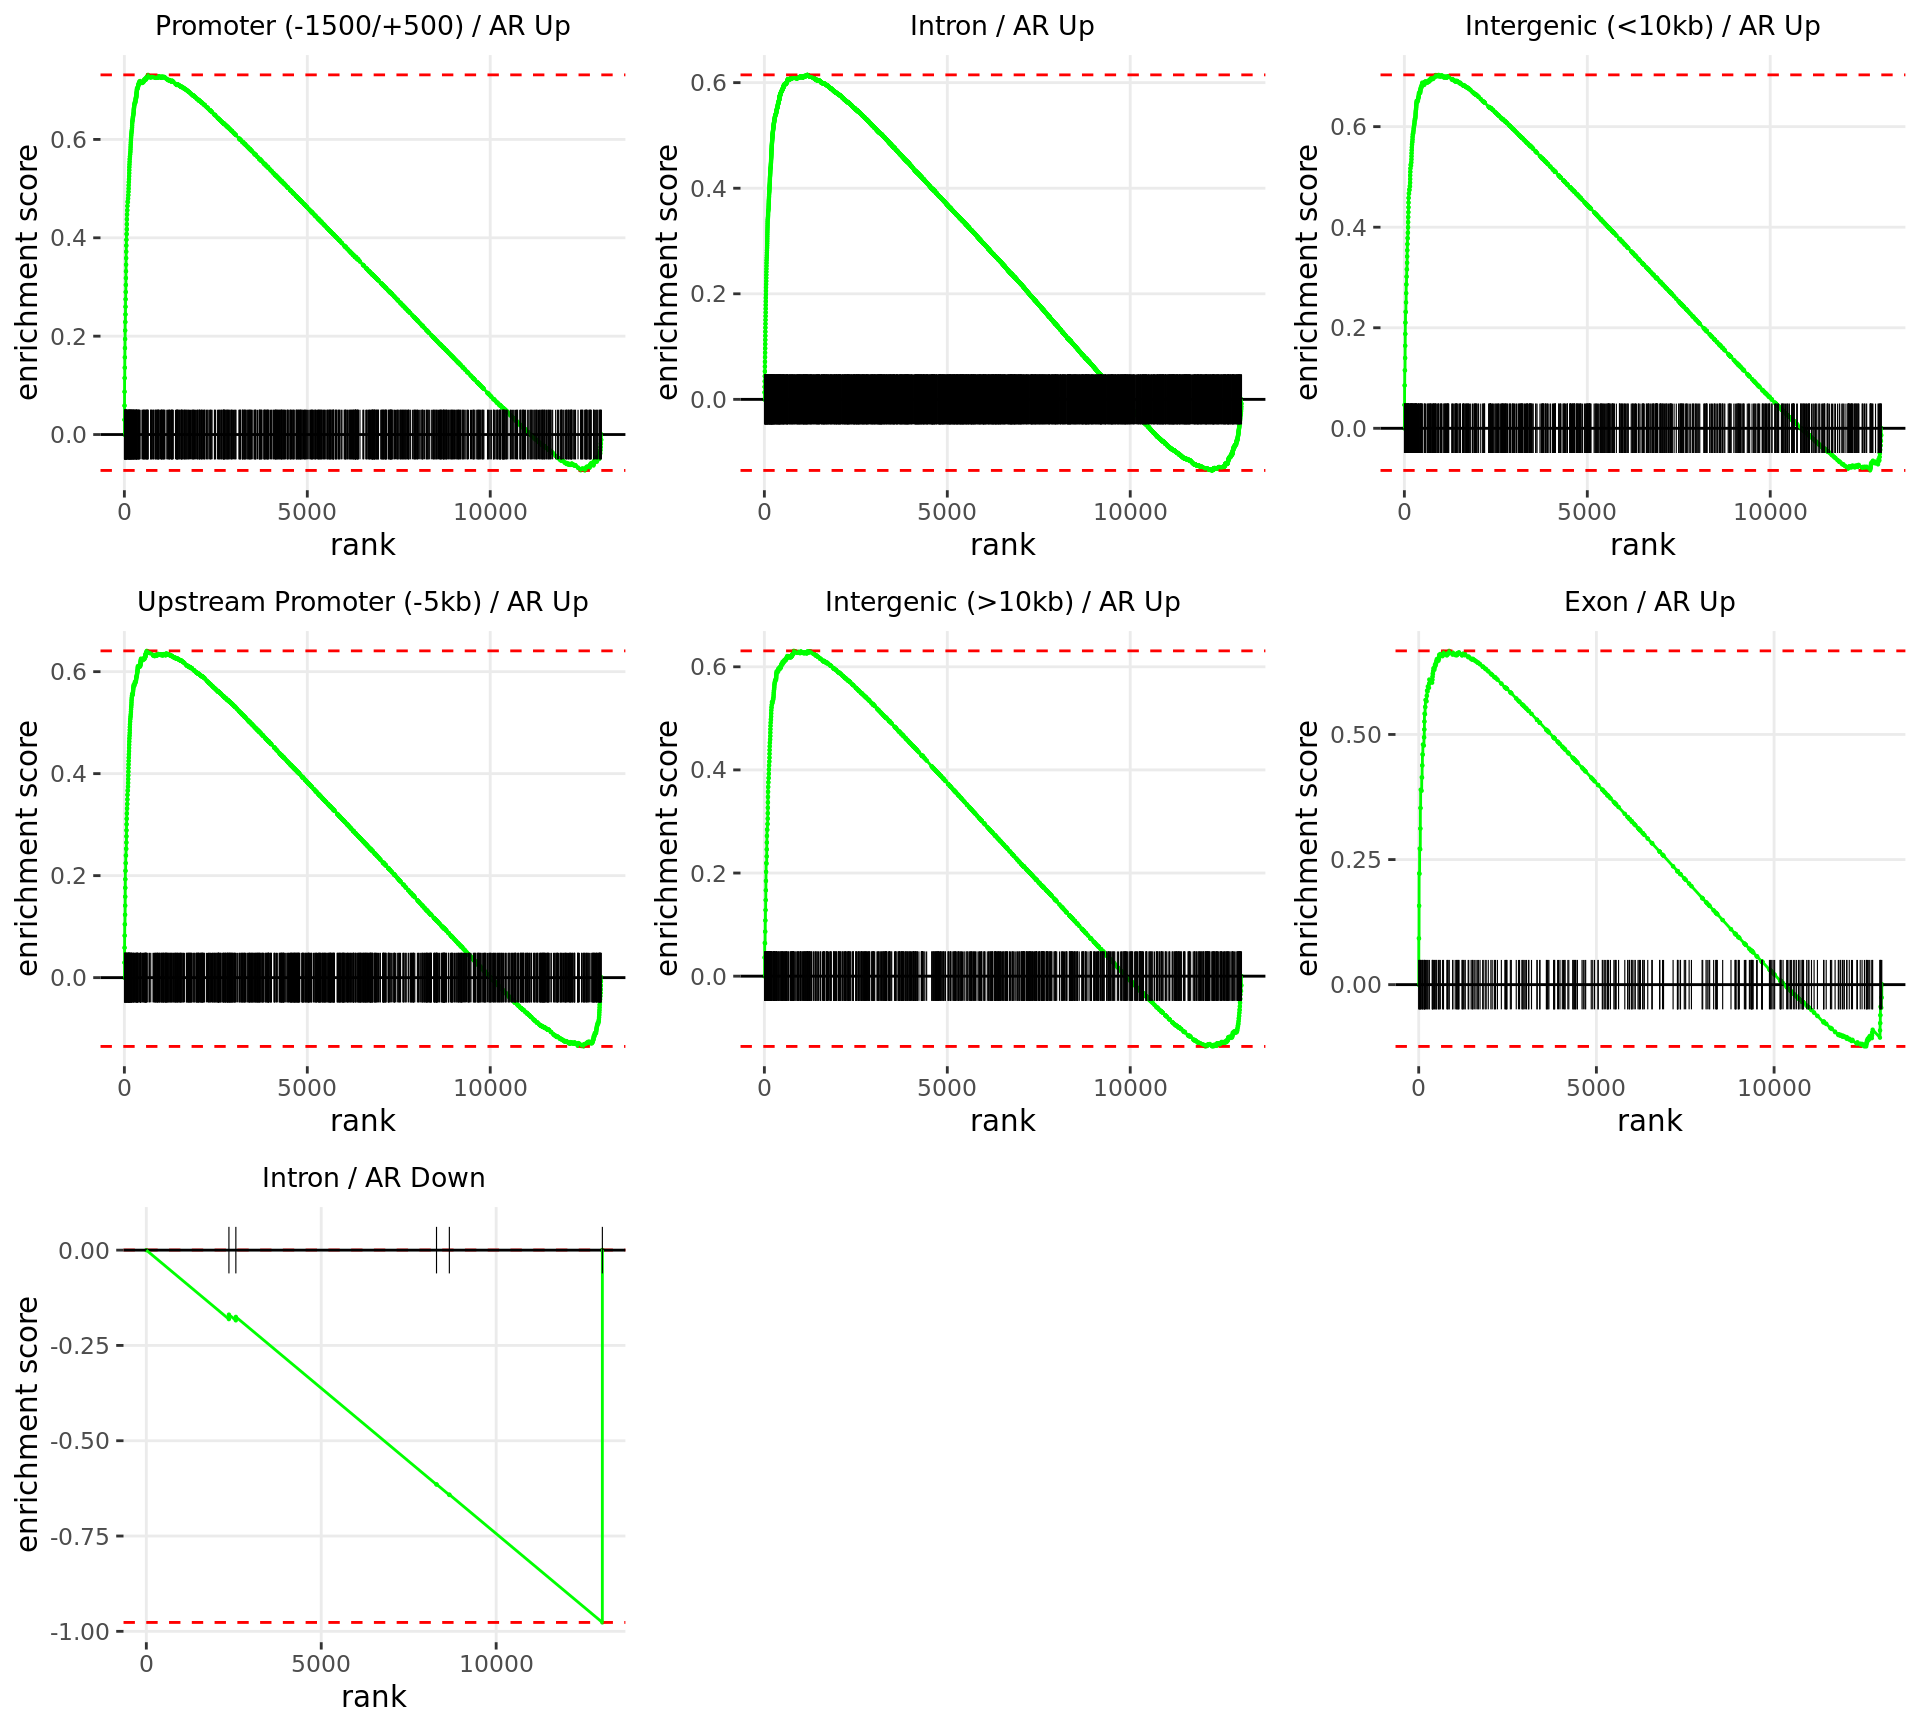 Promoter (-1500/+500) / AR Up
enrichment score
0.6
0.4
0.2
0.0
0 5000 10000
rank
Intron / AR Up
enrichment score
0.6
0.4
0.2
0.0
0 5000 10000
rank
Intergenic (<10kb) / AR Up
enrichment score
0.6
0.4
0.2
0.0
0 5000 10000
rank
Upstream Promoter (-5kb) / AR Up
enrichment score
0.6
0.4
0.2
0.0
0 5000 10000
rank
Intergenic (>10kb) / AR Up
enrichment score
0.6
0.4
0.2
0.0
0 5000 10000
rank
Exon / AR Up
enrichment score
0.50
0.25
0.00
0 5000 10000
rank
Intron / AR Down
enrichment score
0.00
-0.25
-0.50
-0.75
-1.00
0 5000 10000
rank